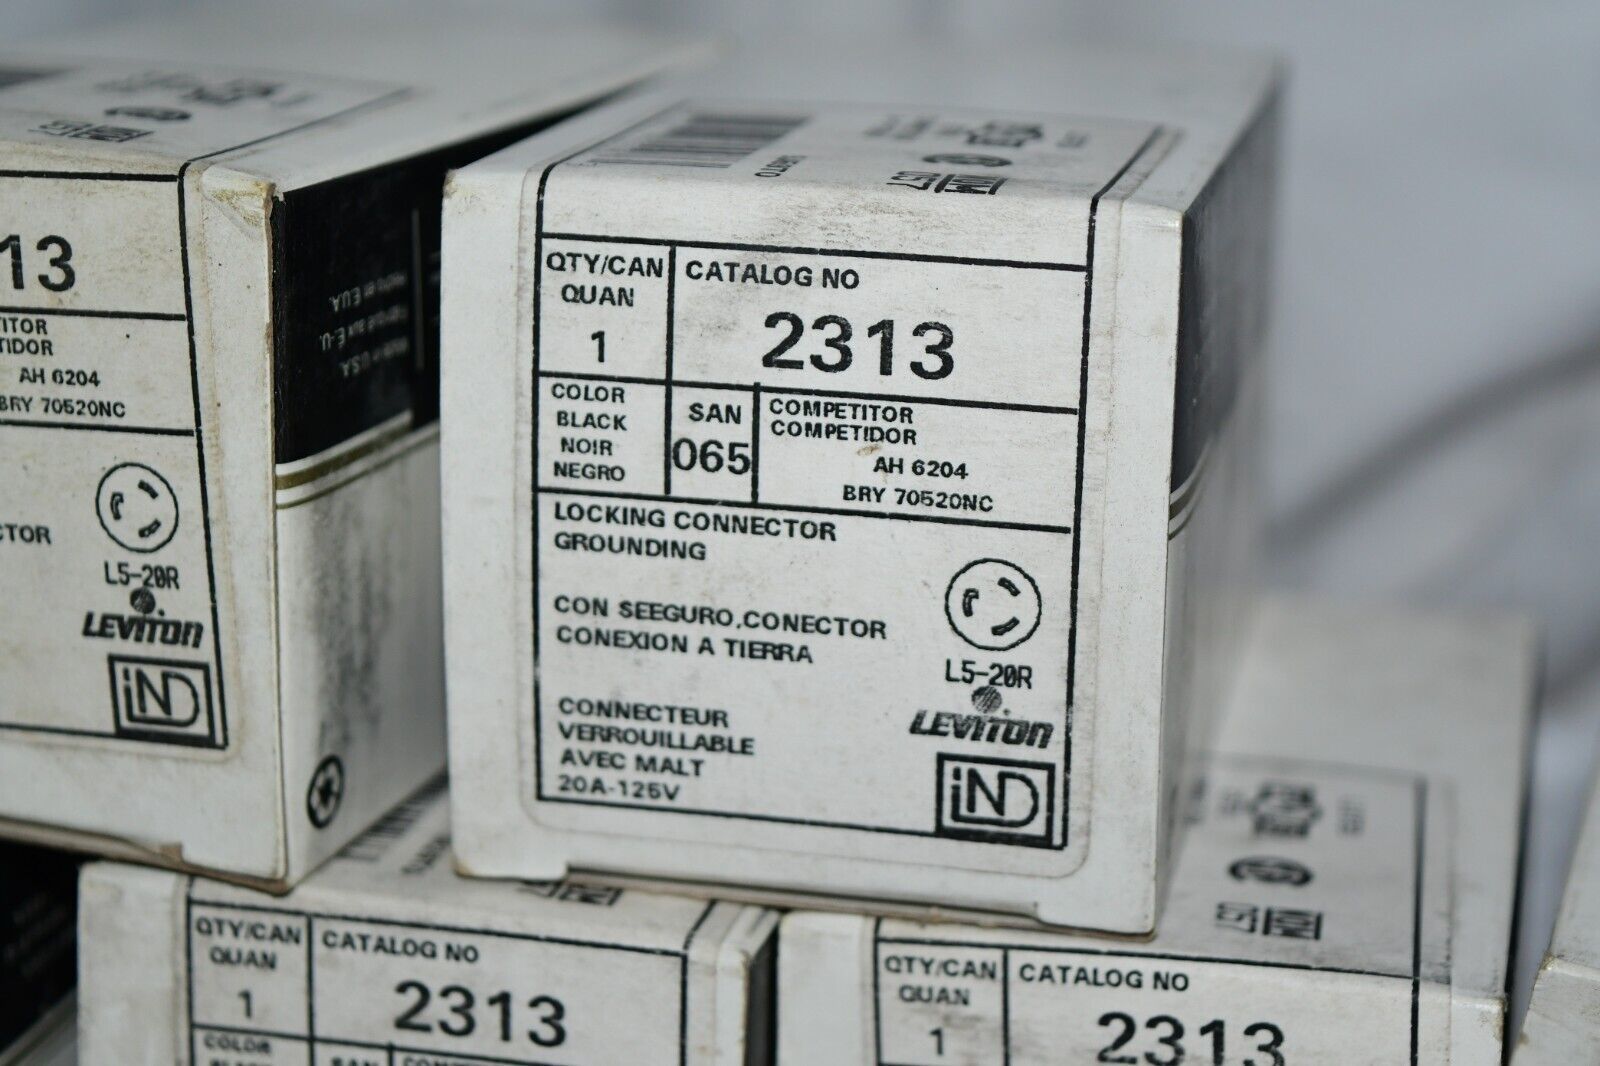 QTY/CAN
QUAN
1
CATALOG NO
2313
COLOR
BLACK
NOIR
NEGRO
SAN
065
COMPETITOR
COMPETIDOR
AH 6204
BRY 70520NC
LOCKING CONNECTOR
GROUNDING
CON SEEGURO,CONECTOR
CONEXION A TIERRA
CONNECTEUR
VERROUILLABLE
AVEC MALT
20A-125V
L5-20R
LEVITON
IND
13
TITOR
TIDOR
AH 6204
BRY 70520NC
CTOR
L5-20R
LEVITON
IND
QTY/CAN
QUAN
1
CATALOG NO
2313
COLOR
SAN
QTY/CAN
QUAN
1
CATALOG NO
2313